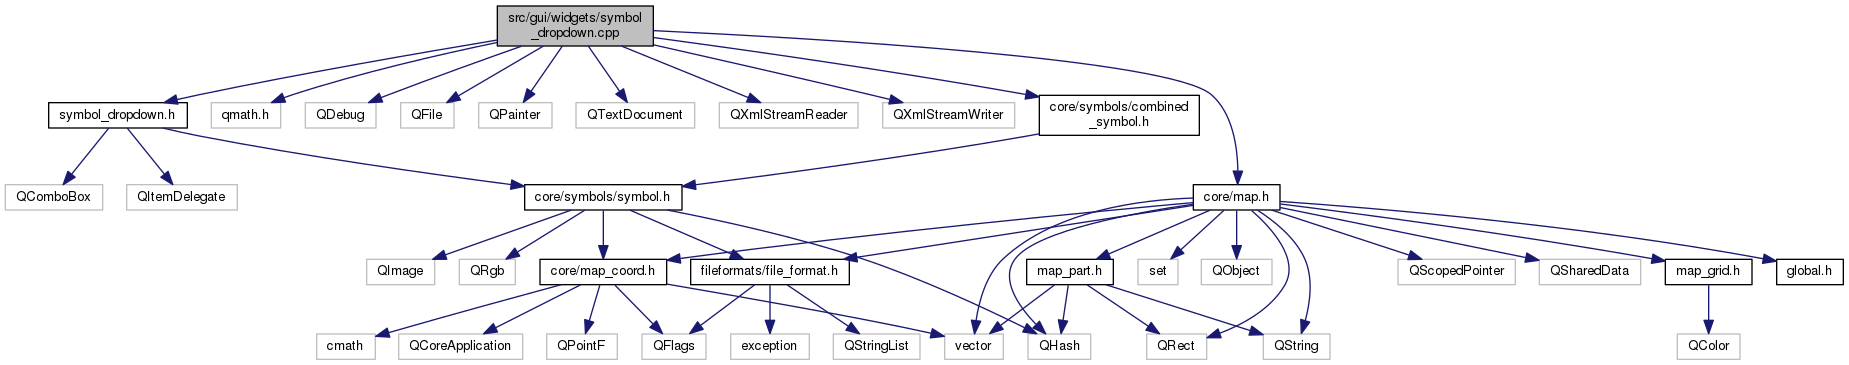 src/gui/widgets/symbol
_dropdown.cpp
symbol_dropdown.h
qmath.h
QDebug
QFile
QPainter
QTextDocument
QXmlStreamReader
QXmlStreamWriter
core/symbols/combined
_symbol.h
QComboBox
QItemDelegate
core/symbols/symbol.h
core/map.h
QImage
QRgb
core/map_coord.h
fileformats/file_format.h
map_part.h
set
QObject
QScopedPointer
QSharedData
map_grid.h
global.h
cmath
QCoreApplication
QPointF
QFlags
exception
QStringList
vector
QHash
QRect
QString
QColor